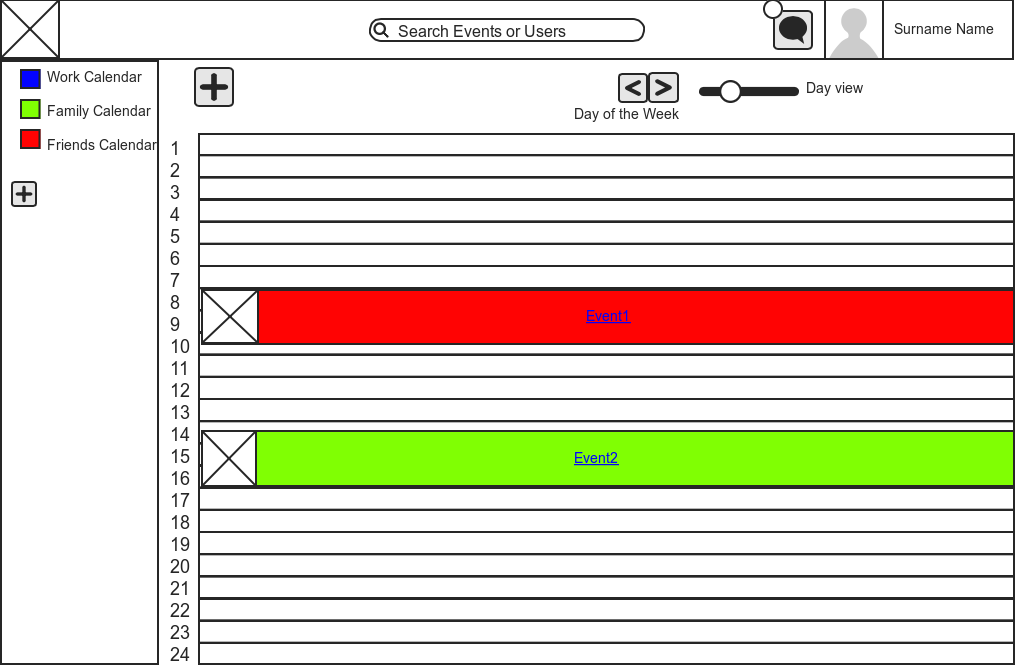 Search Events or Users
Surname Name
Work Calendar
Family Calendar
Friends Calendar
Day view
Day of the Week
1
2
3
4
5
6
7
8
9
Event1
10
11
12
13
14
15
Event2
16
17
18
19
20
21
22
23
24